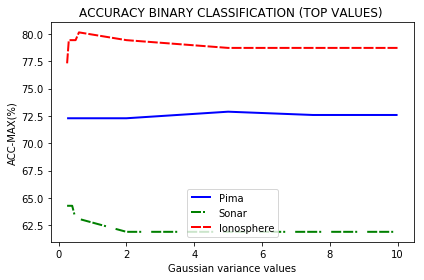 ACCURACY BINARY CLASSIFICATION (TOP VALUES)
ACC-MAX(%)
80.0
77.5
75.0
72.5
70.0
67.5
65.0
62.5
Pima
Sonar
Ionosphere
0 2 4 6 8 10
Gaussian variance values